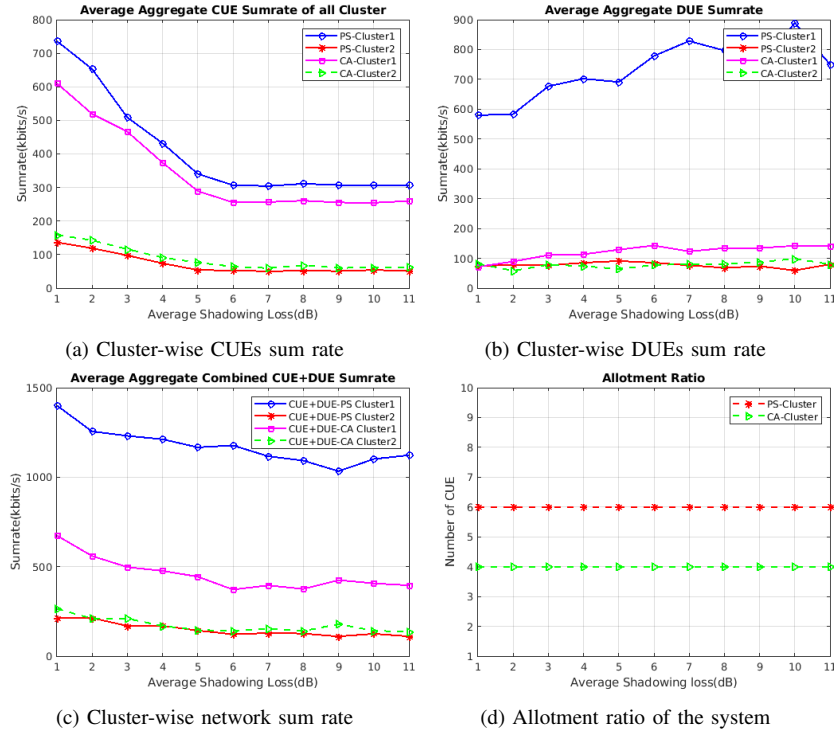 Average Aggregate CUE Sumrate of all Cluster
800
700
600
500
400
300
200
100
0
Sumrate(kbits/s)
PS-Cluster1
PS-Cluster2
CA-Cluster1
CA-Cluster2
1 2 3 4 5 6 7 8 9 10 11
Average Shadowing Loss(dB)
(a) Cluster-wise CUEs sum rate
Average Aggregate DUE Sumrate
900
800
700
600
500
400
300
200
100
0
Sumrate(kbits/s)
PS-Cluster1
PS-Cluster2
CA-Cluster1
CA-Cluster2
1 2 3 4 5 6 7 8 9 10 11
Average Shadowing Loss(dB)
(b) Cluster-wise DUEs sum rate
Average Aggregate Combined CUE+DUE Sumrate
1500
1000
500
0
Sumrate(kbits/s)
CUE+DUE-PS Cluster1
CUE+DUE-PS Cluster2
CUE+DUE-CA Cluster1
CUE+DUE-CA Cluster2
1 2 3 4 5 6 7 8 9 10 11
Average Shadowing Loss(dB)
(c) Cluster-wise network sum rate
Allotment Ratio
10
9
8
7
6
5
4
3
2
1
Number of CUE
PS-Cluster
CA-Cluster
1 2 3 4 5 6 7 8 9 10 11
Average Shadowing loss(dB)
(d) Allotment ratio of the system